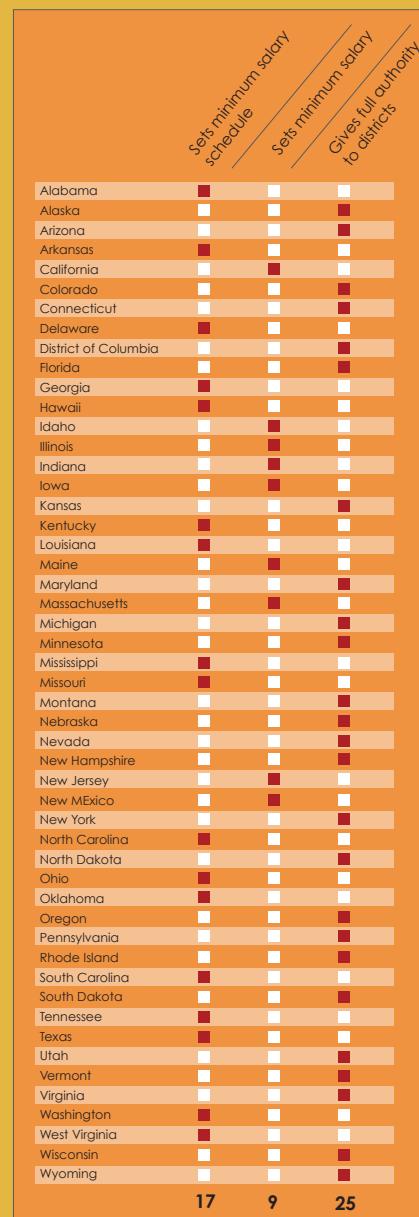 Sets minimum salary
schedule
Sets minimum salary
Gives full authority
to districts
Alabama
Alaska
Arizona
Arkansas
California
Colorado
Connecticut
Delaware
District of Columbia
Florida
Georgia
Hawaii
Idaho
Illinois
Indiana
Iowa
Kansas
Kentucky
Louisiana
Maine
Maryland
Massachusetts
Michigan
Minnesota
Mississippi
Missouri
Montana
Nebraska
Nevada
New Hampshire
New Jersey
New MExico
New York
North Carolina
North Dakota
Ohio
Oklahoma
Oregon
Pennsylvania
Rhode Island
South Carolina
South Dakota
Tennessee
Texas
Utah
Vermont
Virginia
Washington
West Virginia
Wisconsin
Wyoming
17 9 25